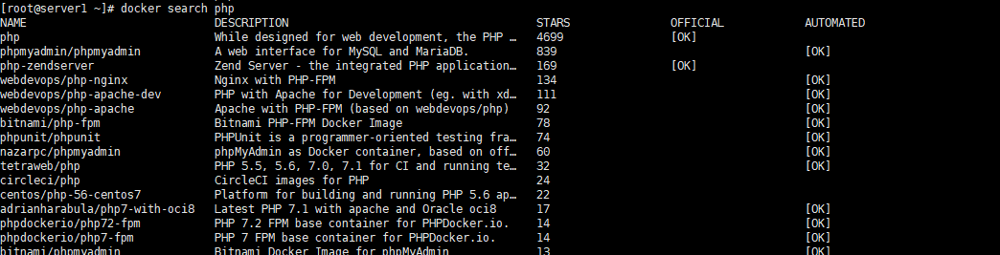 [root@server1 ~]# docker search php
NAME DESCRIPTION STARS OFFICIAL AUTOMATED
php While designed for web development, the PHP … 4699 [OK]
phpmyadmin/phpmyadmin A web interface for MySQL and MariaDB. 839 [OK]
php-zendserver Zend Server - the integrated PHP application… 169 [OK]
webdevops/php-nginx Nginx with PHP-FPM 134 [OK]
webdevops/php-apache-dev PHP with Apache for Development (eg. with xd… 111 [OK]
webdevops/php-apache Apache with PHP-FPM (based on webdevops/php) 92 [OK]
bitnami/php-fpm Bitnami PHP-FPM Docker Image 78 [OK]
phpunit/phpunit PHPUnit is a programmer-oriented testing fra… 74 [OK]
nazarpc/phpmyadmin phpMyAdmin as Docker container, based on off… 60 [OK]
tetraweb/php PHP 5.5, 5.6, 7.0, 7.1 for CI and running te… 32 [OK]
circleci/php CircleCI images for PHP 24
centos/php-56-centos7 Platform for building and running PHP 5.6 ap… 22
adrianharabula/php7-with-oci8 Latest PHP 7.1 with apache and Oracle oci8 17 [OK]
phpdockerio/php72-fpm PHP 7.2 FPM base container for PHPDocker.io. 14 [OK]
phpdockerio/php7-fpm PHP 7 FPM base container for PHPDocker.io. 14 [OK]
bitnami/phpmyadmin Bitnami Docker Image for phpMyAdmin 13 [OK]